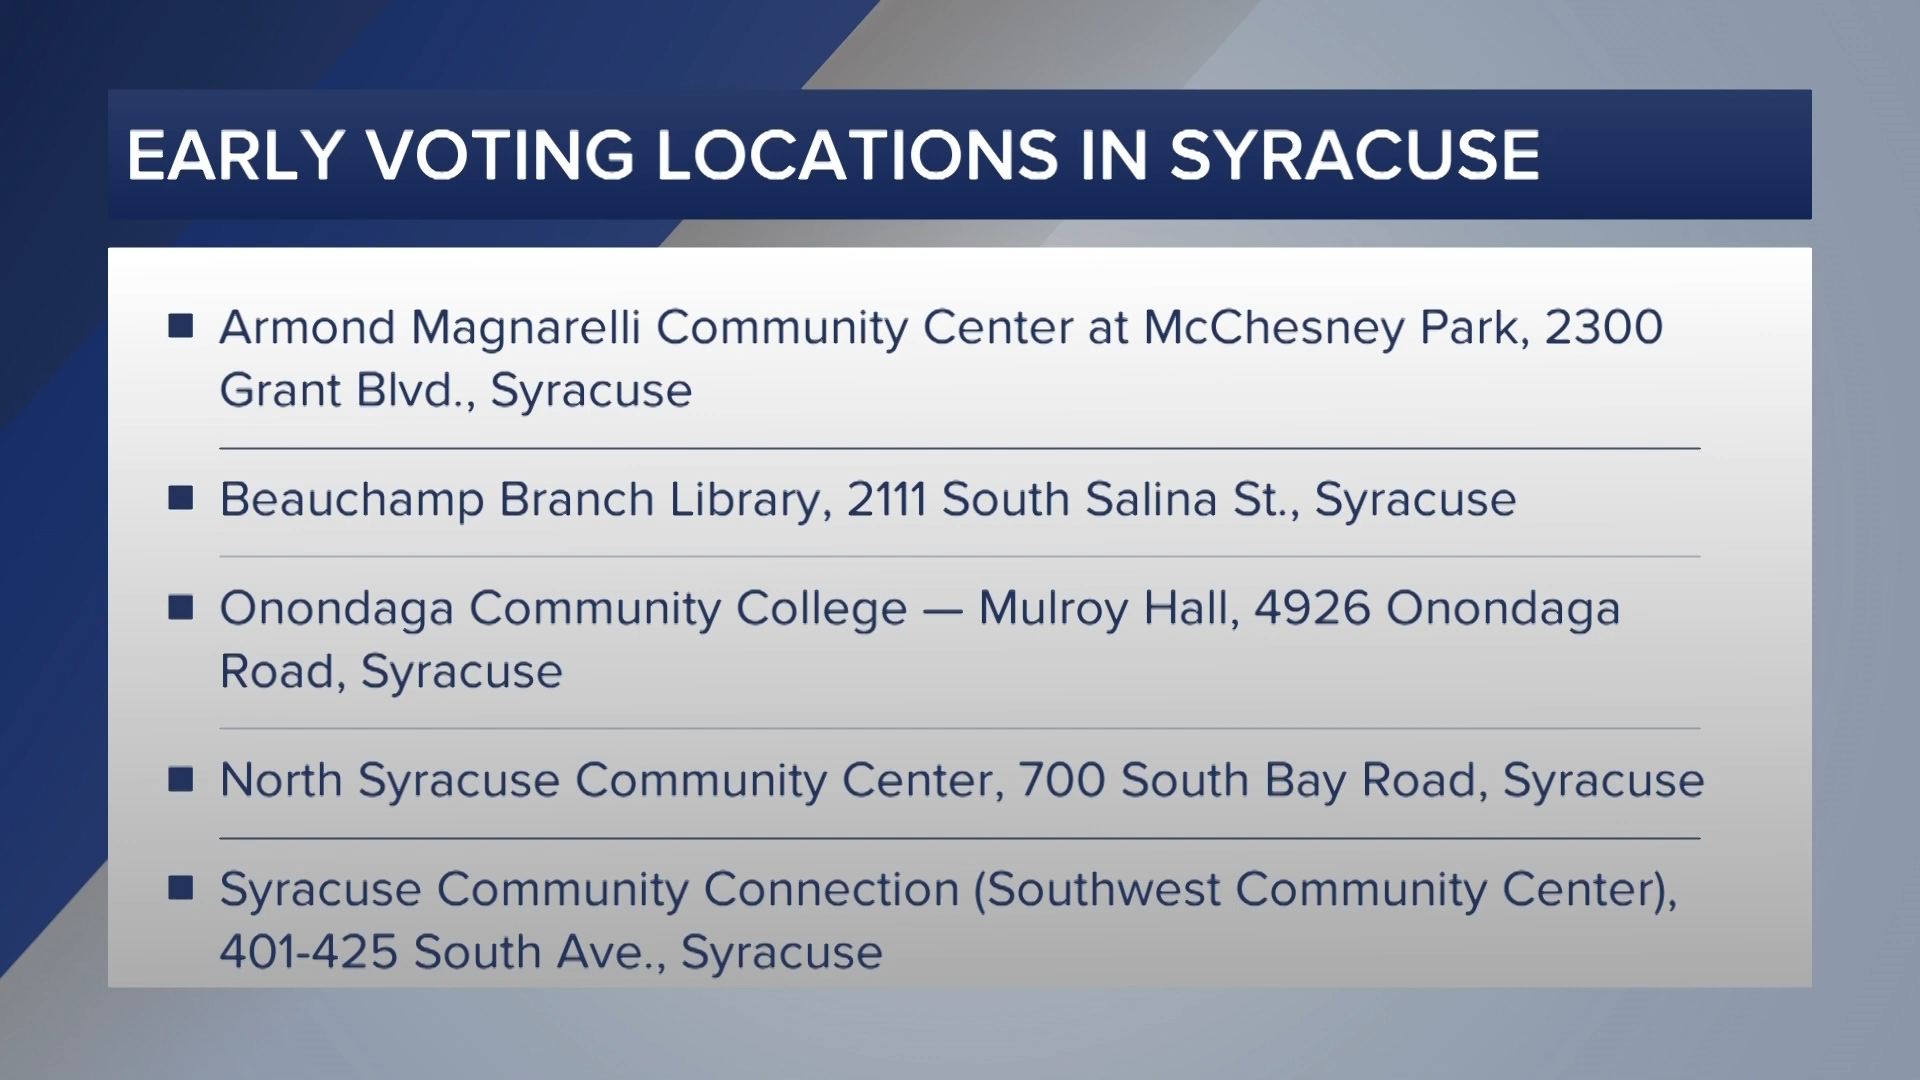 EARLY VOTING LOCATIONS IN SYRACUSE
Armond Magnarelli Community Center at McChesney Park, 2300
Grant Blvd., Syracuse
Beauchamp Branch Library, 2111 South Salina St., Syracuse
Onondaga Community College — Mulroy Hall, 4926 Onondaga
Road, Syracuse
North Syracuse Community Center, 700 South Bay Road, Syracuse
Syracuse Community Connection (Southwest Community Center),
401-425 South Ave., Syracuse